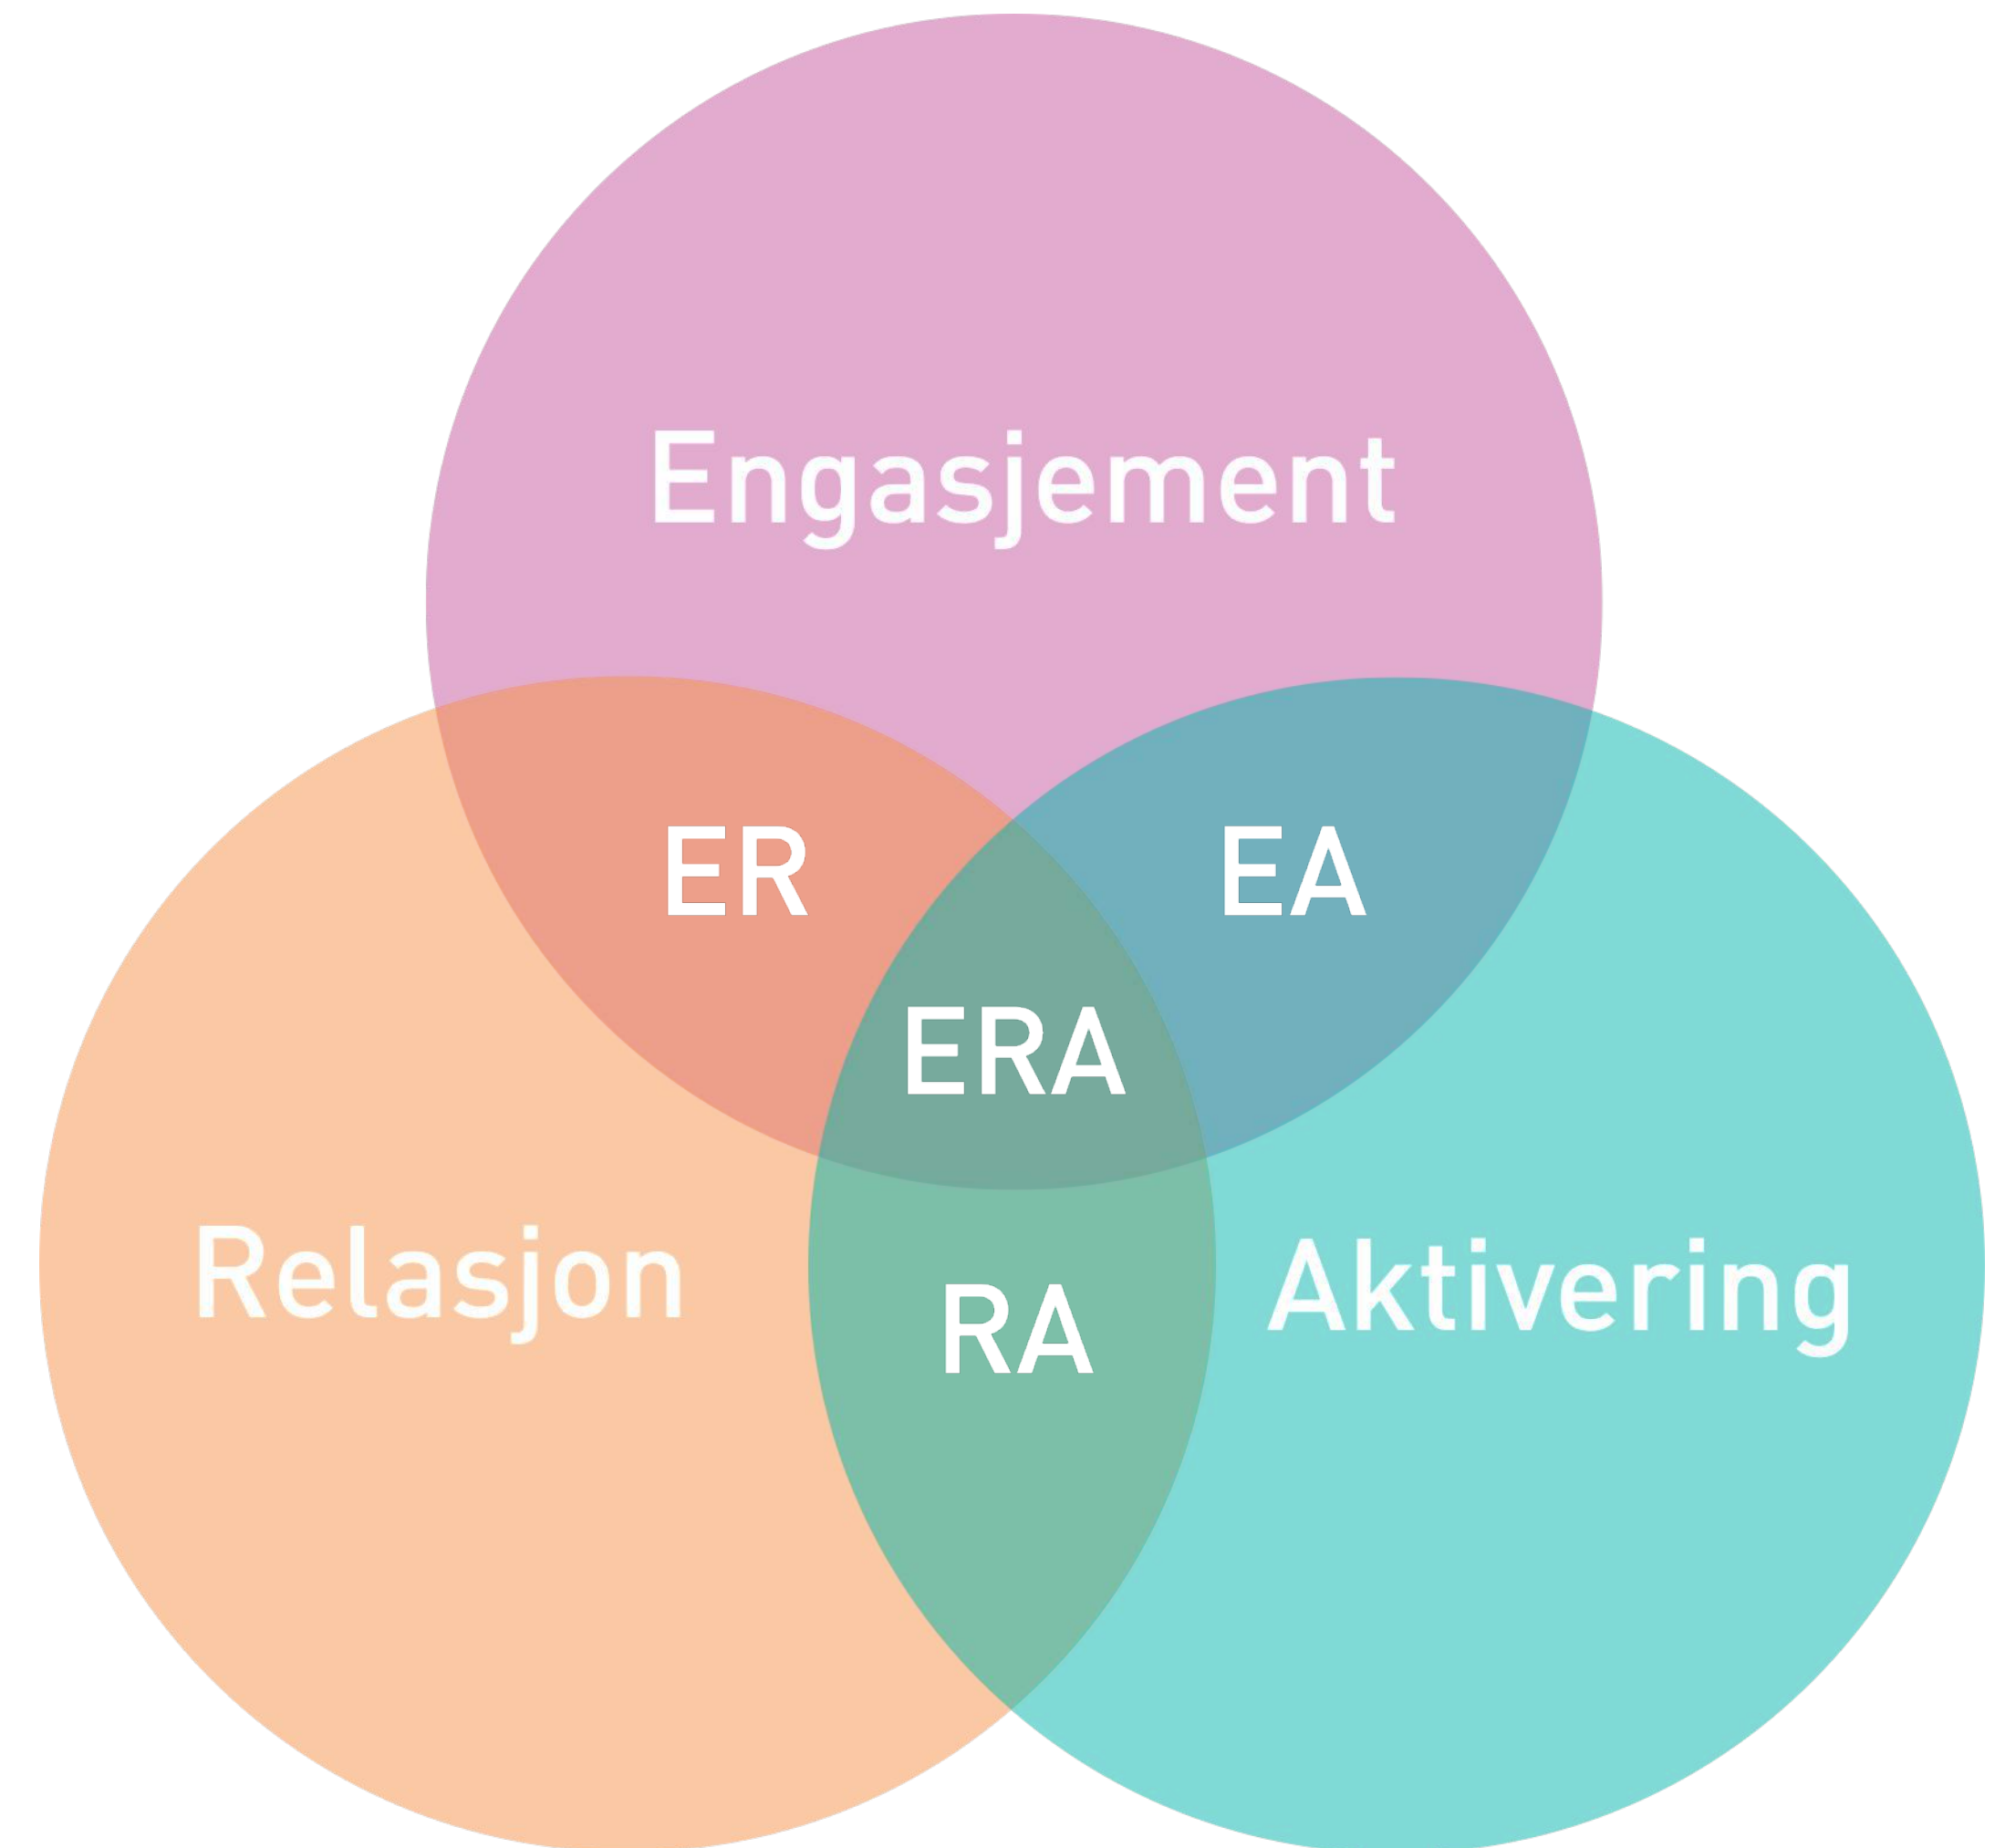 Engasjement
ER
EA
ERA
Relasjon
Aktivering
RA